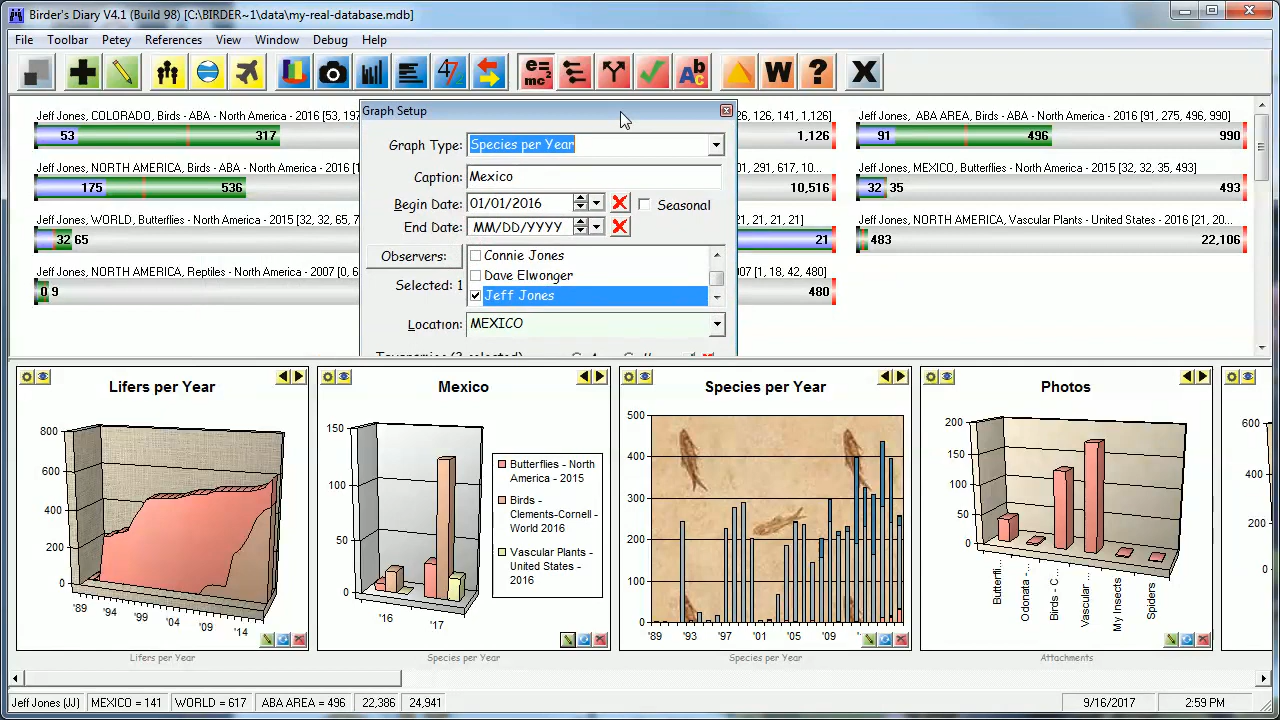 Birder's Diary V4.1 (Build 98) [C:\BIRDER~1\data\my-real-database.mdb]
File Toolbar Petey References View Window Debug Help
e= mc² 47 Abc W ? X
Jeff Jones, COLORADO, Birds - ABA - North America - 2016 [53, 19
53 317
26, 141, 1,126]
1,126
Jeff Jones, ABA AREA, Birds - ABA - North America - 2016 [91, 275, 496, 990]
91 496 990
Jeff Jones, NORTH AMERICA, Birds - ABA - North America - 2016
175 536
291, 617, 10
10,516
Jeff Jones, MEXICO, Butterflies - North America - 2015 [32, 32, 35, 493]
32 35 493
Jeff Jones, WORLD, Butterflies - North America - 2015 [32, 32, 65, 7
32 65
21, 21, 21]
21
Jeff Jones, NORTH AMERICA, Vascular Plants - United States - 2016 [21, 20
483 22,106
Jeff Jones, NORTH AMERICA, Reptiles - North America - 2007 [0, 6
0 9
[1, 18, 42, 480]
480
Graph Setup
Graph Type: Species per Year
Caption: Mexico
Begin Date: 01/01/2016 Seasonal
End Date: MM/DD/YYYY
Observers: Connie Jones
Dave Elwonger
Selected: 1 Jeff Jones
Location: MEXICO
Lifers per Year
800
600
400
200
0
'89 '94 '99 '04 '09 '14
Lifers per Year
Mexico
150
100
50
0
'16 '17
Butterflies - North
America - 2015
Birds -
Clements-Cornell -
World 2016
Vascular Plants -
United States -
2016
Species per Year
Species per Year
500
400
300
200
100
0
'89 '93 '97 '01 '05 '09
Species per Year
Photos
200
150
100
50
0
Butterfli...
Odonata -...
Birds - C...
Vascular ...
My Insects
Spiders
Attachments
600
400
200
0
Jeff Jones (JJ) MEXICO = 141 WORLD = 617 ABA AREA = 496 22,386 24,941 9/16/2017 2:59 PM